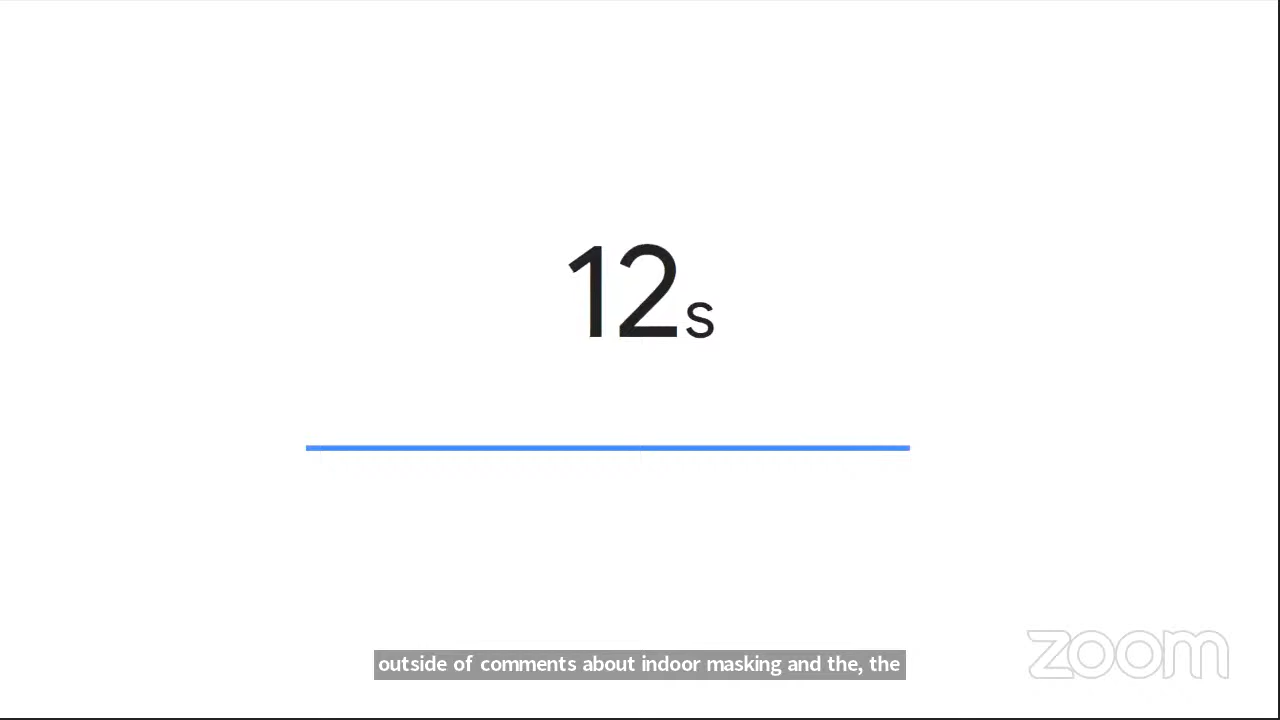 12s
outside of comments about indoor masking and the, the
zoom